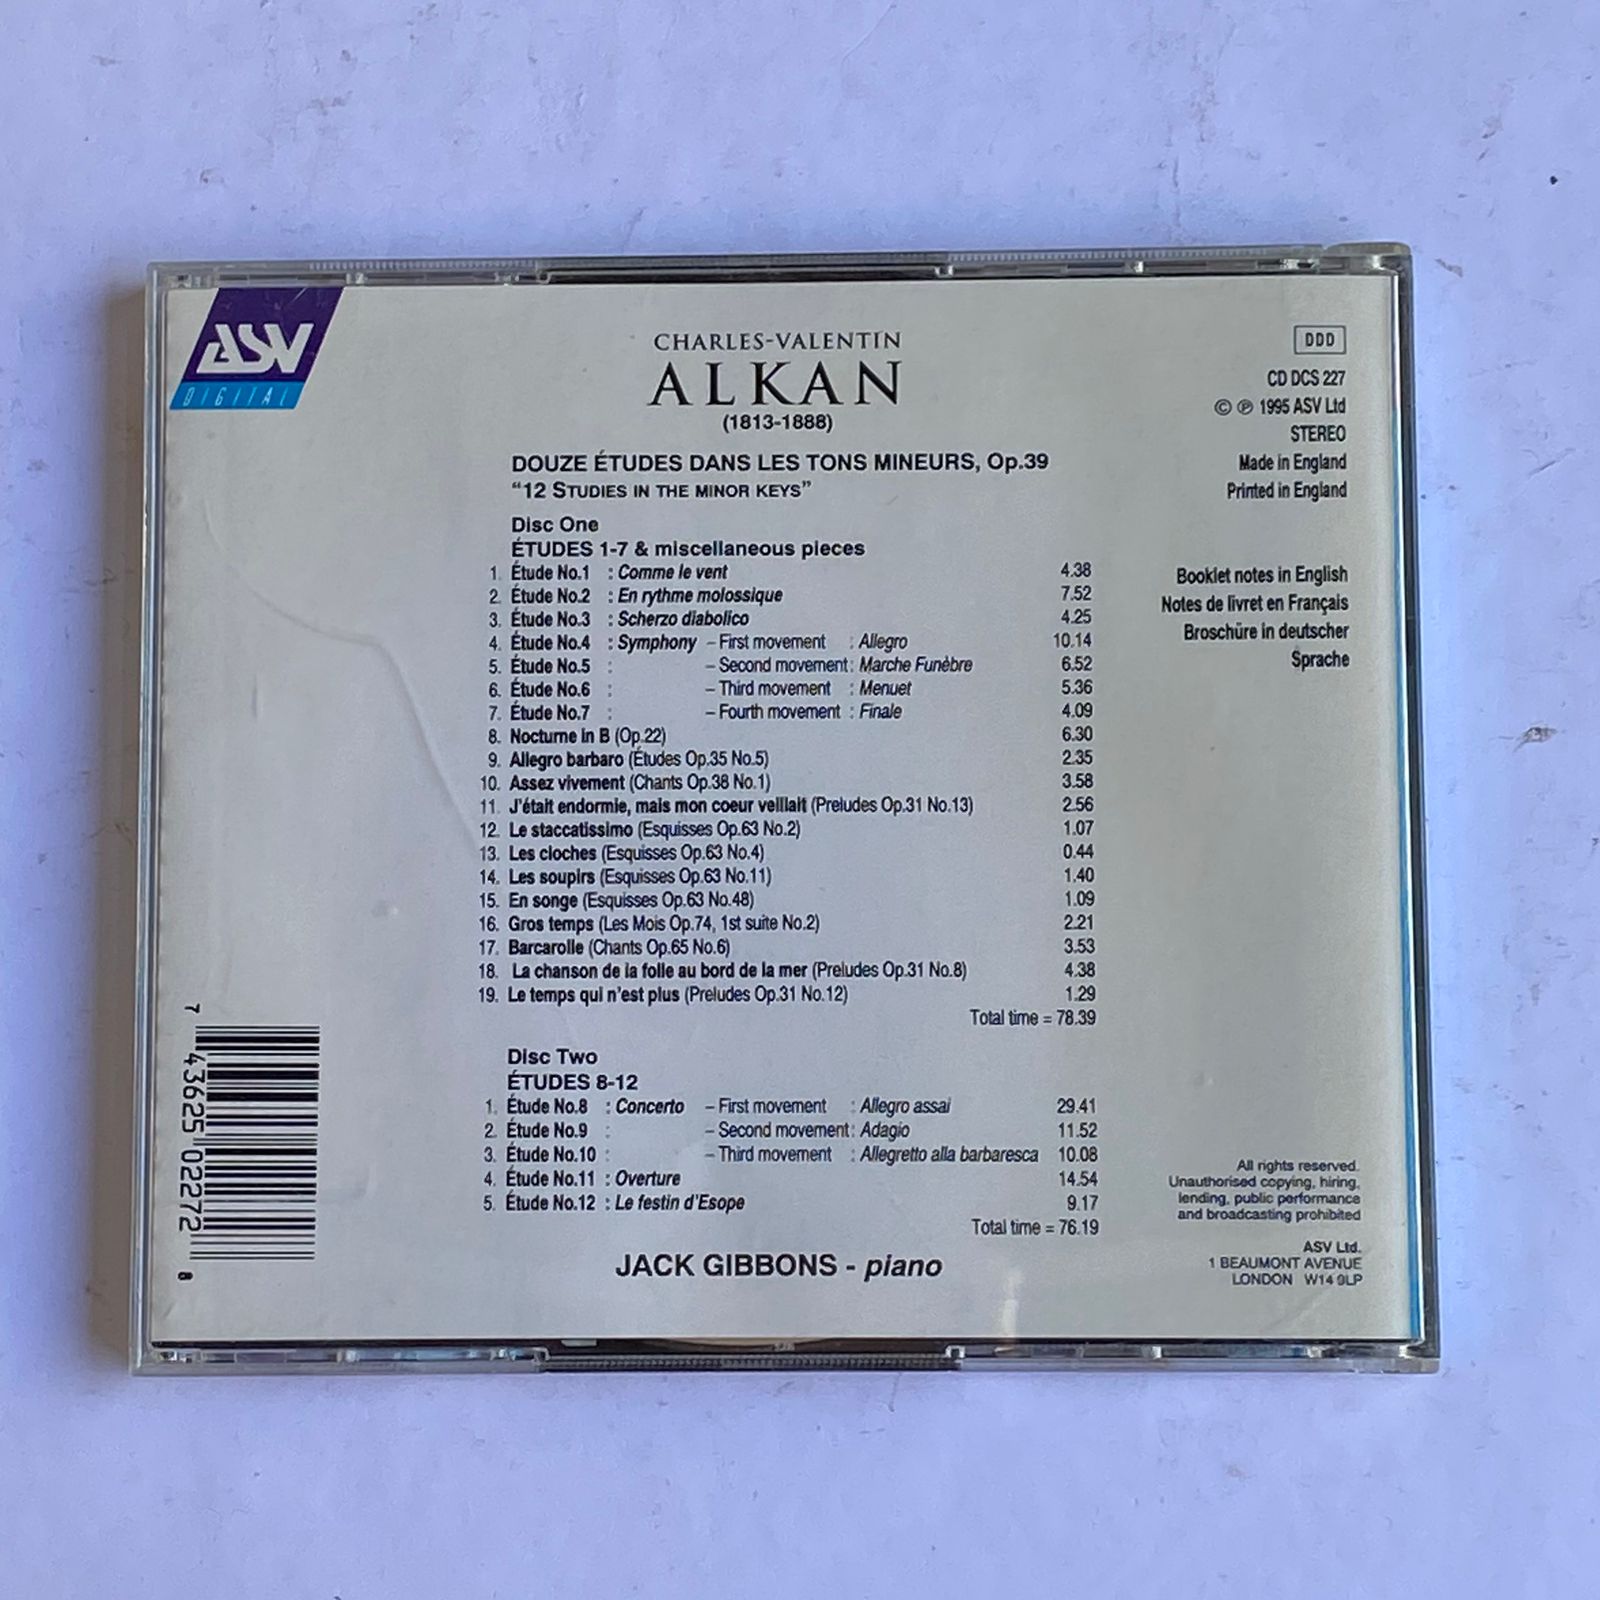 ASV
DIGITAL
CHARLES-VALENTIN
ALKAN
(1813-1888)
DOUZE ÉTUDES DANS LES TONS MINEURS, Op.39
"12 STUDIES IN THE MINOR KEYS"
Disc One
ÉTUDES 1-7 & miscellaneous pieces
1. Étude No.1 : Comme le vent 4.38
2. Étude No.2 : En rythme molossique 7.52
3. Étude No.3 : Scherzo diabolico 4.25
4. Étude No.4 : Symphony – First movement : Allegro 10.14
5. Étude No.5 : – Second movement : Marche Funèbre 6.52
6. Étude No.6 : – Third movement : Menuet 5.36
7. Étude No.7 : – Fourth movement : Finale 4.09
8. Nocturne in B (Op.22) 6.30
9. Allegro barbaro (Études Op.35 No.5) 2.35
10. Assez vivement (Chants Op.38 No.1) 3.58
11. J'était endormie, mais mon coeur veillait (Preludes Op.31 No.13) 2.56
12. Le staccatissimo (Esquisses Op.63 No.2) 1.07
13. Les cloches (Esquisses Op.63 No.4) 0.44
14. Les soupirs (Esquisses Op.63 No.11) 1.40
15. En songe (Esquisses Op.63 No.48) 1.09
16. Gros temps (Les Mois Op.74, 1st suite No.2) 2.21
17. Barcarolle (Chants Op.65 No.6) 3.53
18. La chanson de la folle au bord de la mer (Preludes Op.31 No.8) 4.38
19. Le temps qui n'est plus (Preludes Op.31 No.12) 1.29
Total time = 78.39
Disc Two
ÉTUDES 8-12
1. Étude No.8 : Concerto – First movement : Allegro assai 29.41
2. Étude No.9 : – Second movement : Adagio 11.52
3. Étude No.10 : – Third movement : Allegretto alla barbaresca 10.08
4. Étude No.11 : Overture 14.54
5. Étude No.12 : Le festin d'Esope 9.17
Total time = 76.19
JACK GIBBONS - piano
DDD
CD DCS 227
© ℗ 1995 ASV Ltd
STEREO
Made in England
Printed in England
Booklet notes in English
Notes de livret en Français
Broschüre in deutscher
Sprache
All rights reserved.
Unauthorised copying, hiring,
lending, public performance
and broadcasting prohibited
ASV Ltd.
1 BEAUMONT AVENUE
LONDON W14 9LP
7 43625 02272 8